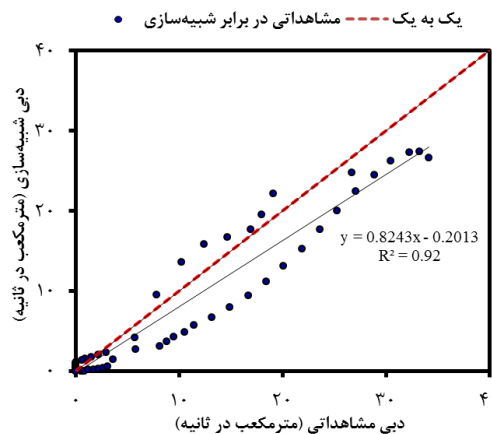 مشاهداتی در برابر شبیه‌سازی
یک به یک
دبی شبیه‌سازی (مترمکعب در ثانیه)
۴۰
۳۰
۲۰
۱۰
۰
y = 0.8243x - 0.2013
R² = 0.92
۰
۱۰
۲۰
۳۰
۴
دبی مشاهداتی (مترمکعب در ثانیه)